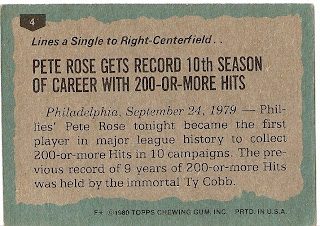 4
Lines a Single to Right-Centerfield . .
PETE ROSE GETS RECORD 10th SEASON
OF CAREER WITH 200-OR-MORE HITS
Philadelphia, September 24, 1979 — Phil-
lies' Pete Rose tonight became the first
player in major league history to collect
200-or-more Hits in 10 campaigns. The pre-
vious record of 9 years of 200-or-more Hits
was held by the immortal Ty Cobb.
©1980 TOPPS CHEWING GUM, INC. PRTD. IN U.S.A.